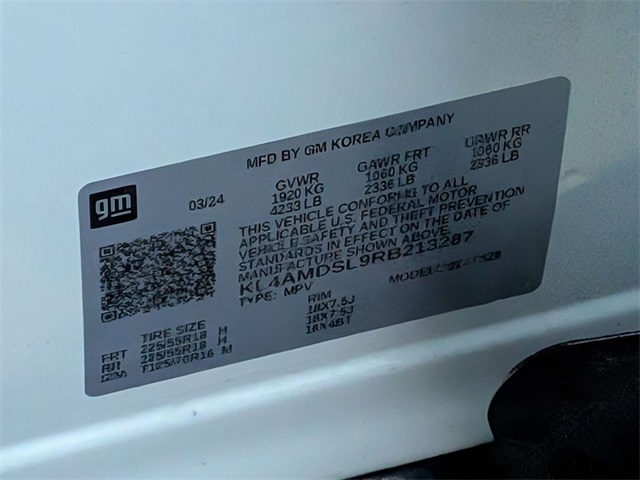 MFD BY GM KOREA COMPANY
gm
03/24
GVWR
1920 KG
4233 LB
GAWR FRT
1060 KG
2336 LB
GAWR RR
1060 KG
2336 LB
THIS VEHICLE CONFORMS TO ALL
APPLICABLE U.S. FEDERAL MOTOR
VEHICLE SAFETY AND THEFT PREVENTION
STANDARDS IN EFFECT ON THE DATE OF
MANUFACTURE SHOWN ABOVE.
KL4AMDSL9RB213207
TYPE: MPV
MODEL:
TIRE SIZE
RIM
FRT 225/55R18 H 18X7.5J
RR 225/55R18 H 18X7.5J
T125/70R16 M 16X4BT